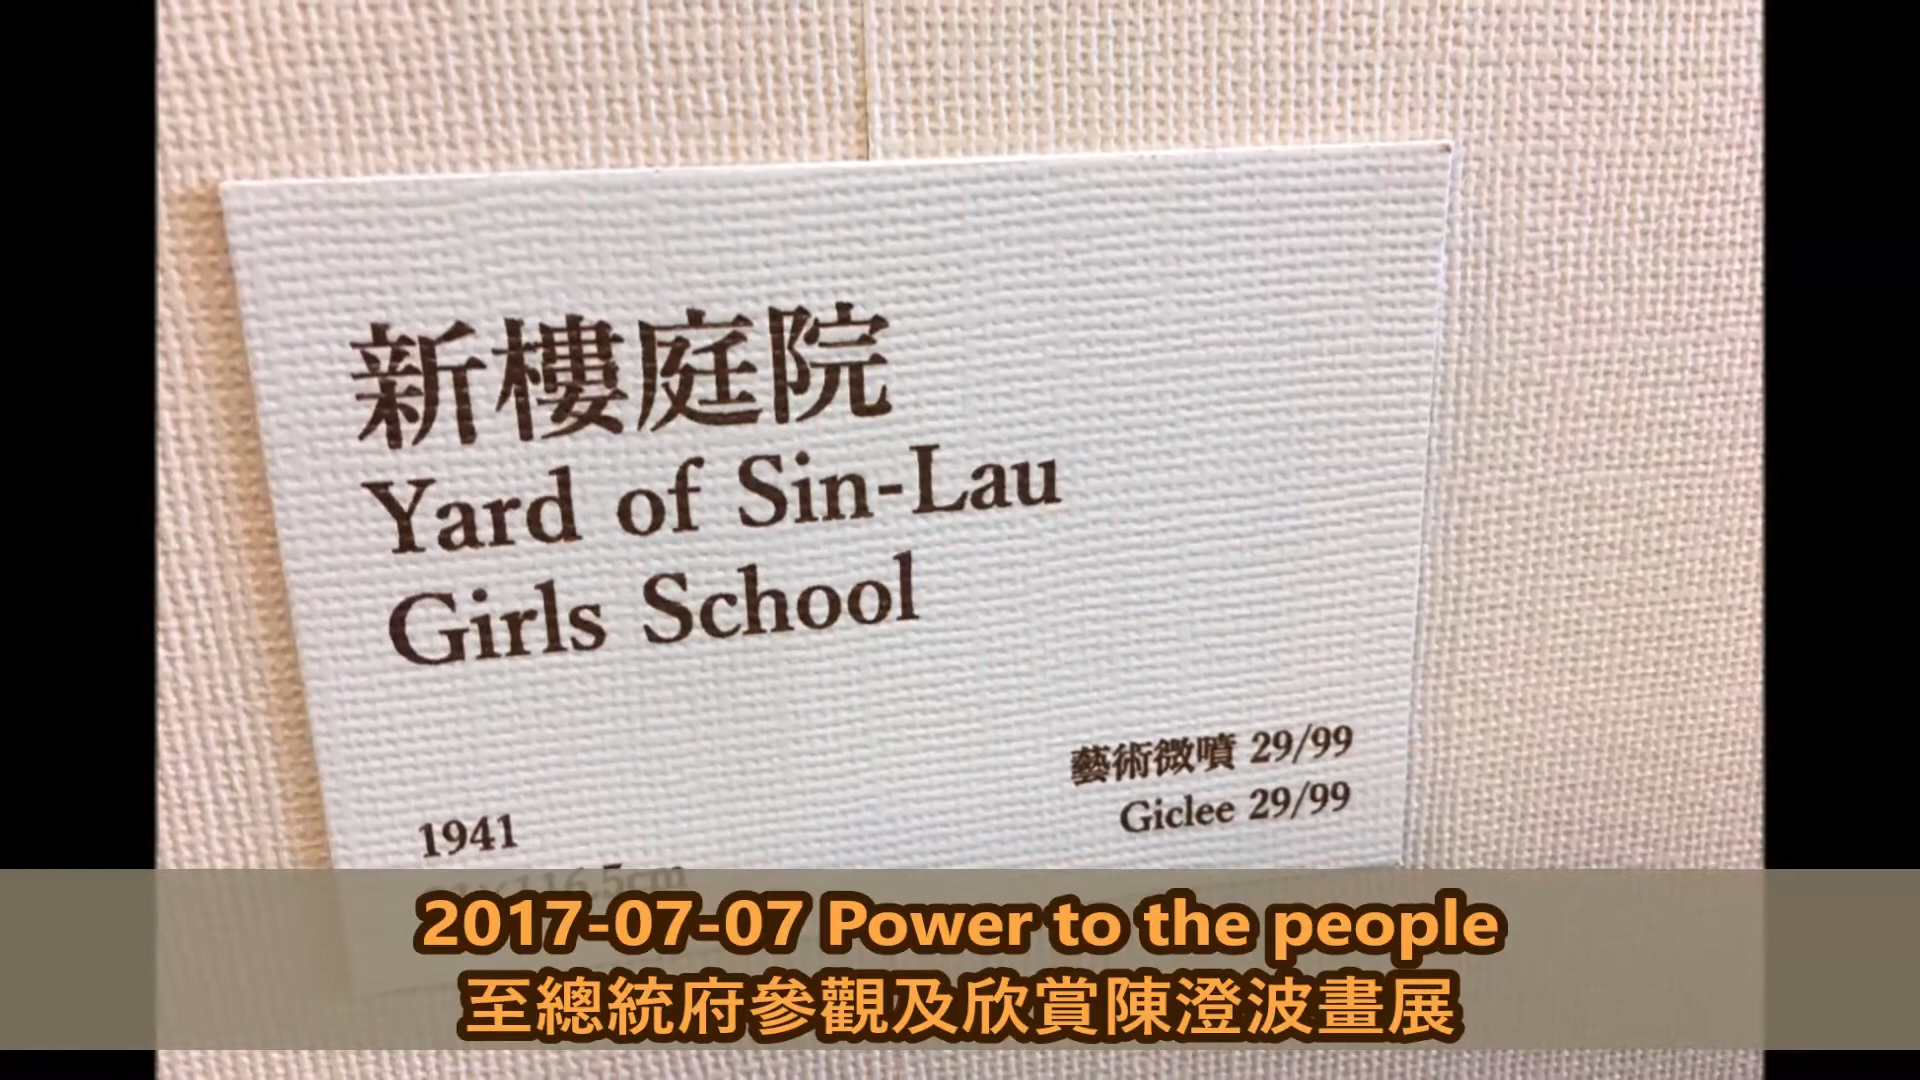 新樓庭院
Yard of Sin-Lau
Girls School
藝術微噴 29/99
Giclee 29/99
1941
116.5cm
2017-07-07 Power to the people
至總統府參觀及欣賞陳澄波畫展